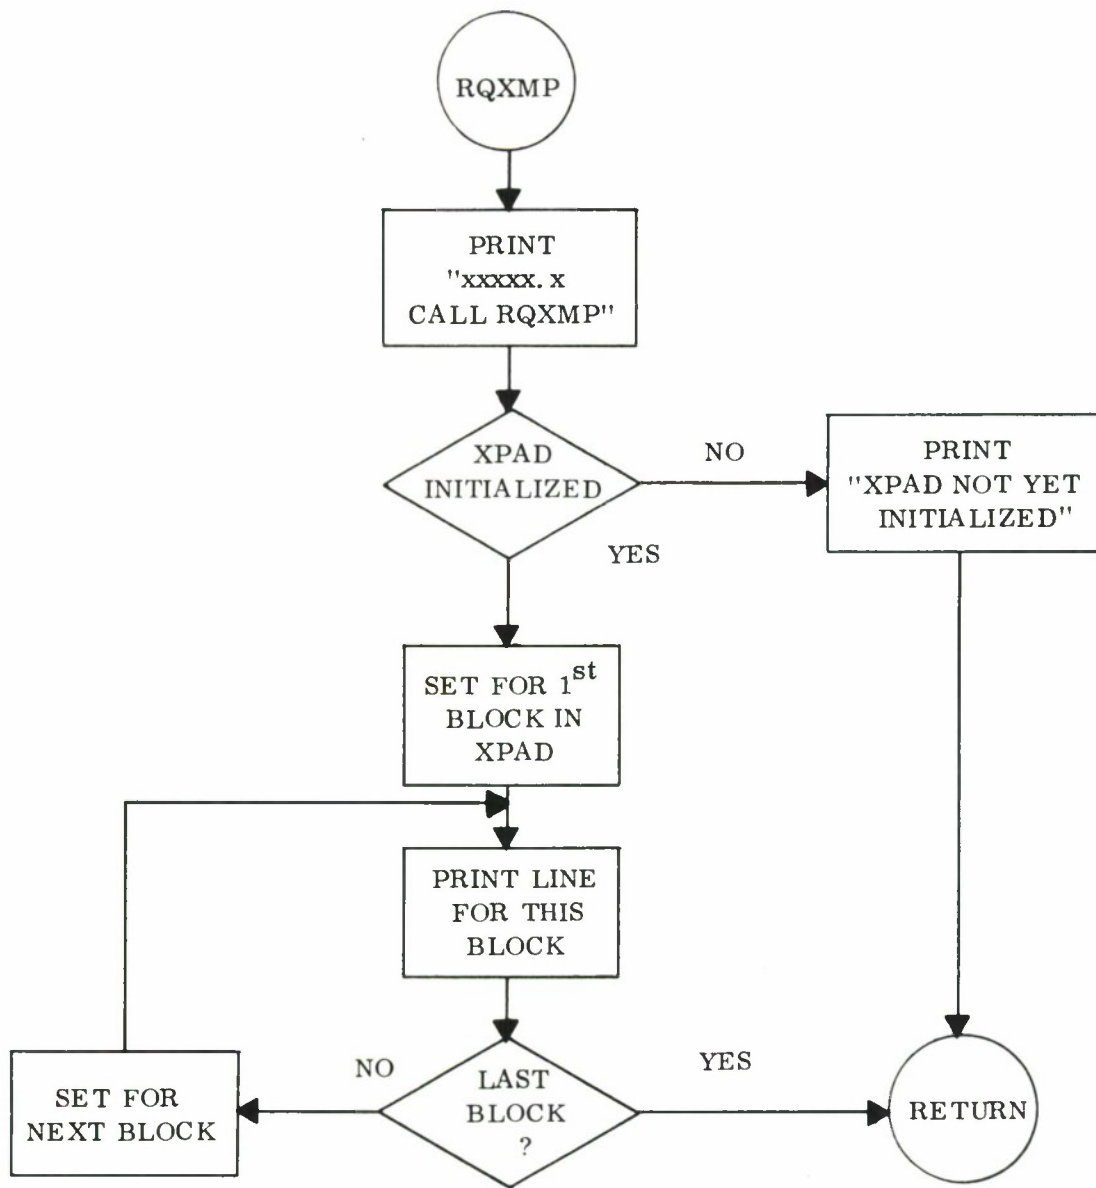 RQXMP
PRINT
"xxxxx. x
CALL RQXMP"
XPAD
INITIALIZED
NO
PRINT
"XPAD NOT YET
INITIALIZED"
YES
SET FOR 1st
BLOCK IN
XPAD
PRINT LINE
FOR THIS
BLOCK
SET FOR
NEXT BLOCK
NO
LAST
BLOCK
?
YES
RETURN